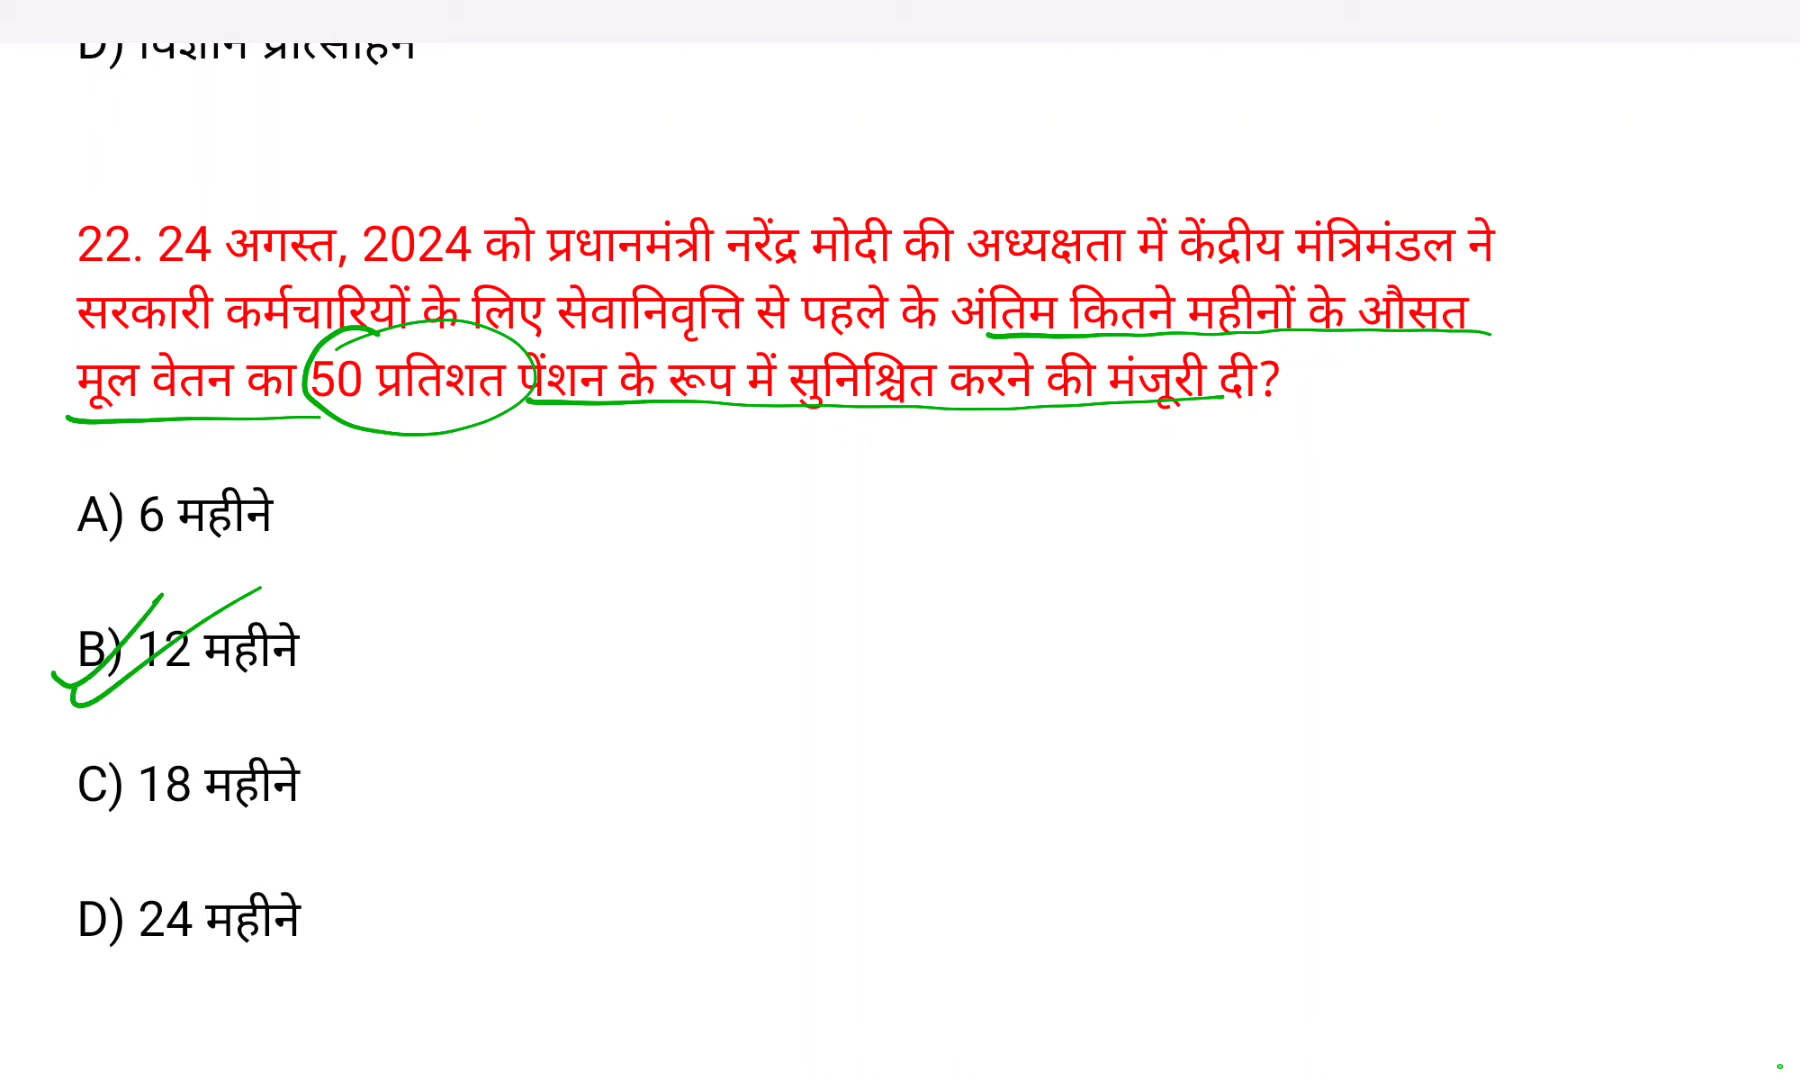 D) विज्ञान प्रोत्साहन
22. 24 अगस्त, 2024 को प्रधानमंत्री नरेंद्र मोदी की अध्यक्षता में केंद्रीय मंत्रिमंडल ने
सरकारी कर्मचारियों के लिए सेवानिवृत्ति से पहले के अंतिम कितने महीनों के औसत
मूल वेतन का 50 प्रतिशत पेंशन के रूप में सुनिश्चित करने की मंजूरी दी?
A) 6 महीने
B) 12 महीने
C) 18 महीने
D) 24 महीने